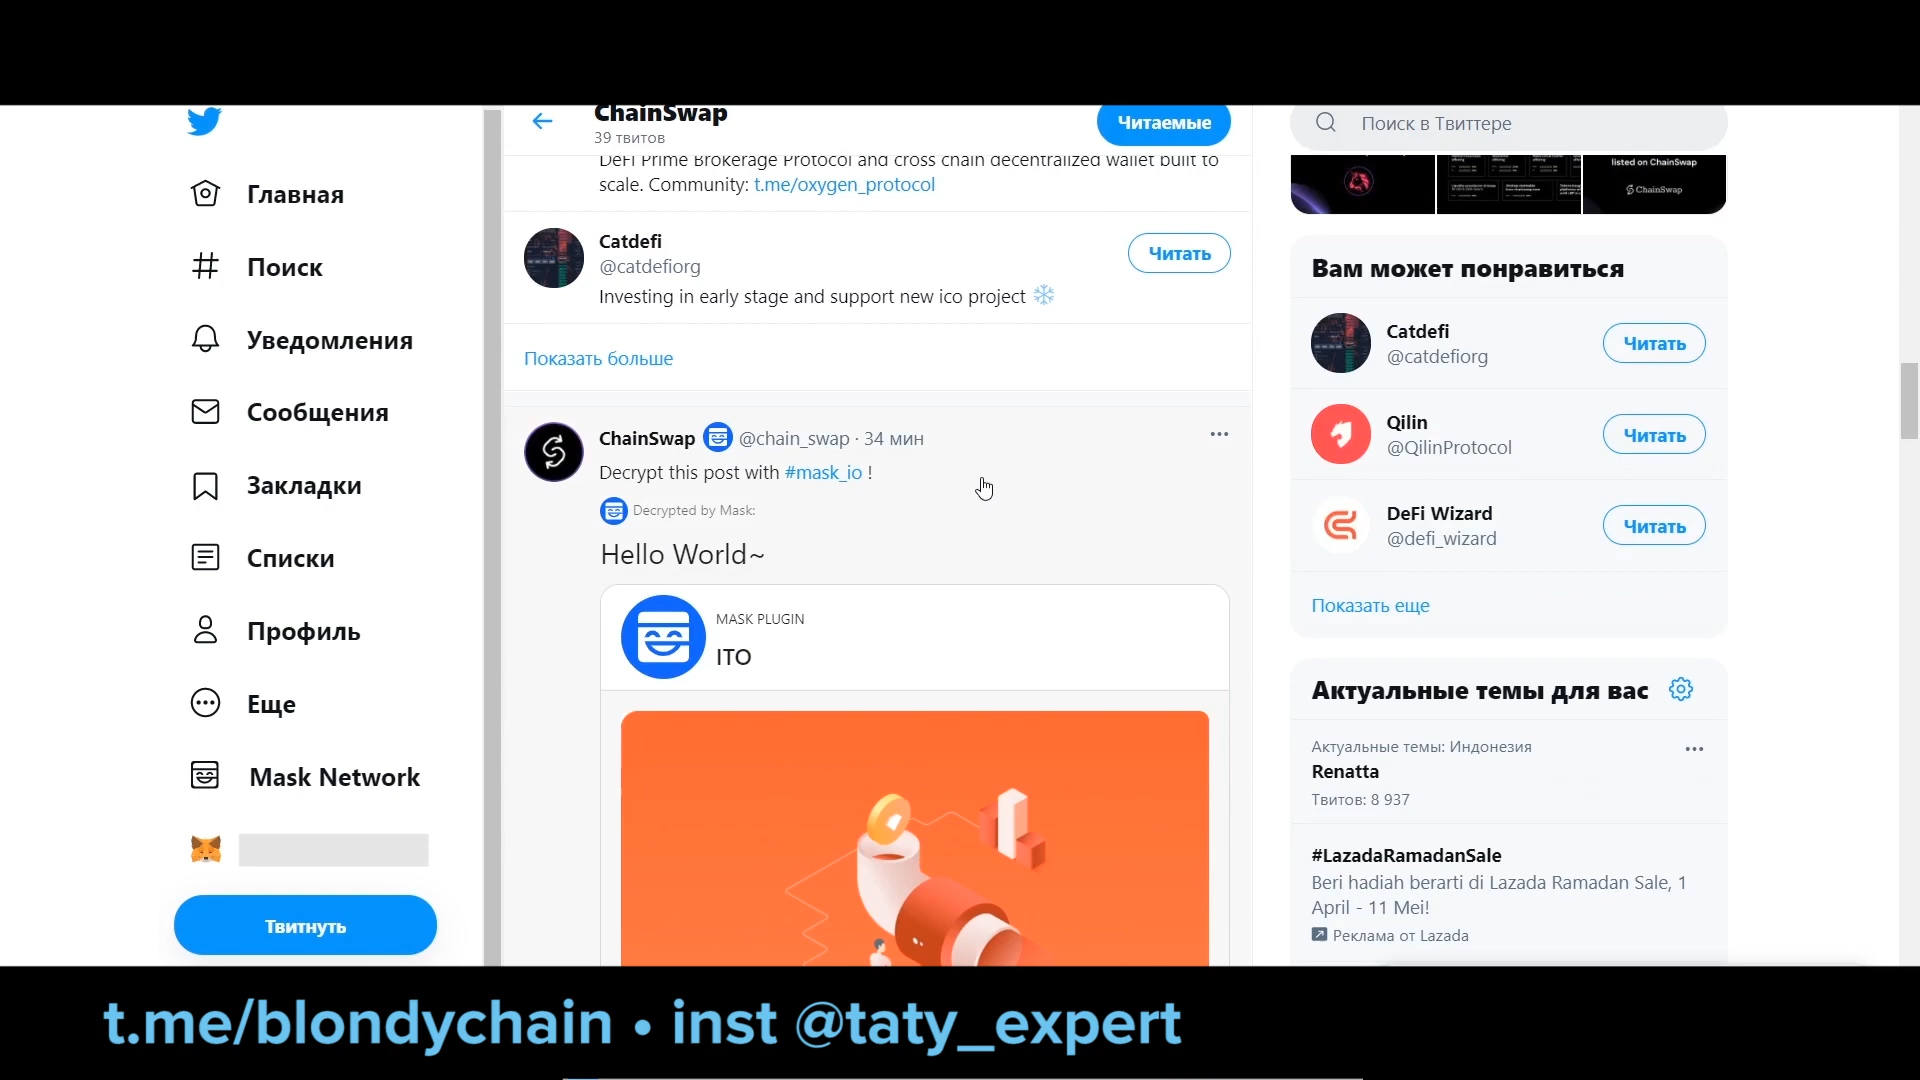 Главная
Поиск
Уведомления
Сообщения
Закладки
Списки
Профиль
Еще
Mask Network
Твитнуть
ChainSwap
39 твитов
Читаемые
DeFi Prime Brokerage Protocol and cross chain decentralized wallet built to
scale. Community: t.me/oxygen_protocol
Catdefi
@catdefiorg
Читать
Investing in early stage and support new ico project
Показать больше
ChainSwap @chain_swap · 34 мин
Decrypt this post with #mask_io !
Decrypted by Mask:
Hello World~
MASK PLUGIN
ITO
Поиск в Твиттере
listed on ChainSwap
ChainSwap
Вам может понравиться
Catdefi
@catdefiorg
Читать
Qilin
@QilinProtocol
Читать
DeFi Wizard
@defi_wizard
Читать
Показать еще
Актуальные темы для вас
Актуальные темы: Индонезия
Renatta
Твитов: 8 937
#LazadaRamadanSale
Beri hadiah berarti di Lazada Ramadan Sale, 1
April - 11 Mei!
Реклама от Lazada
t.me/blondychain • inst @taty_expert